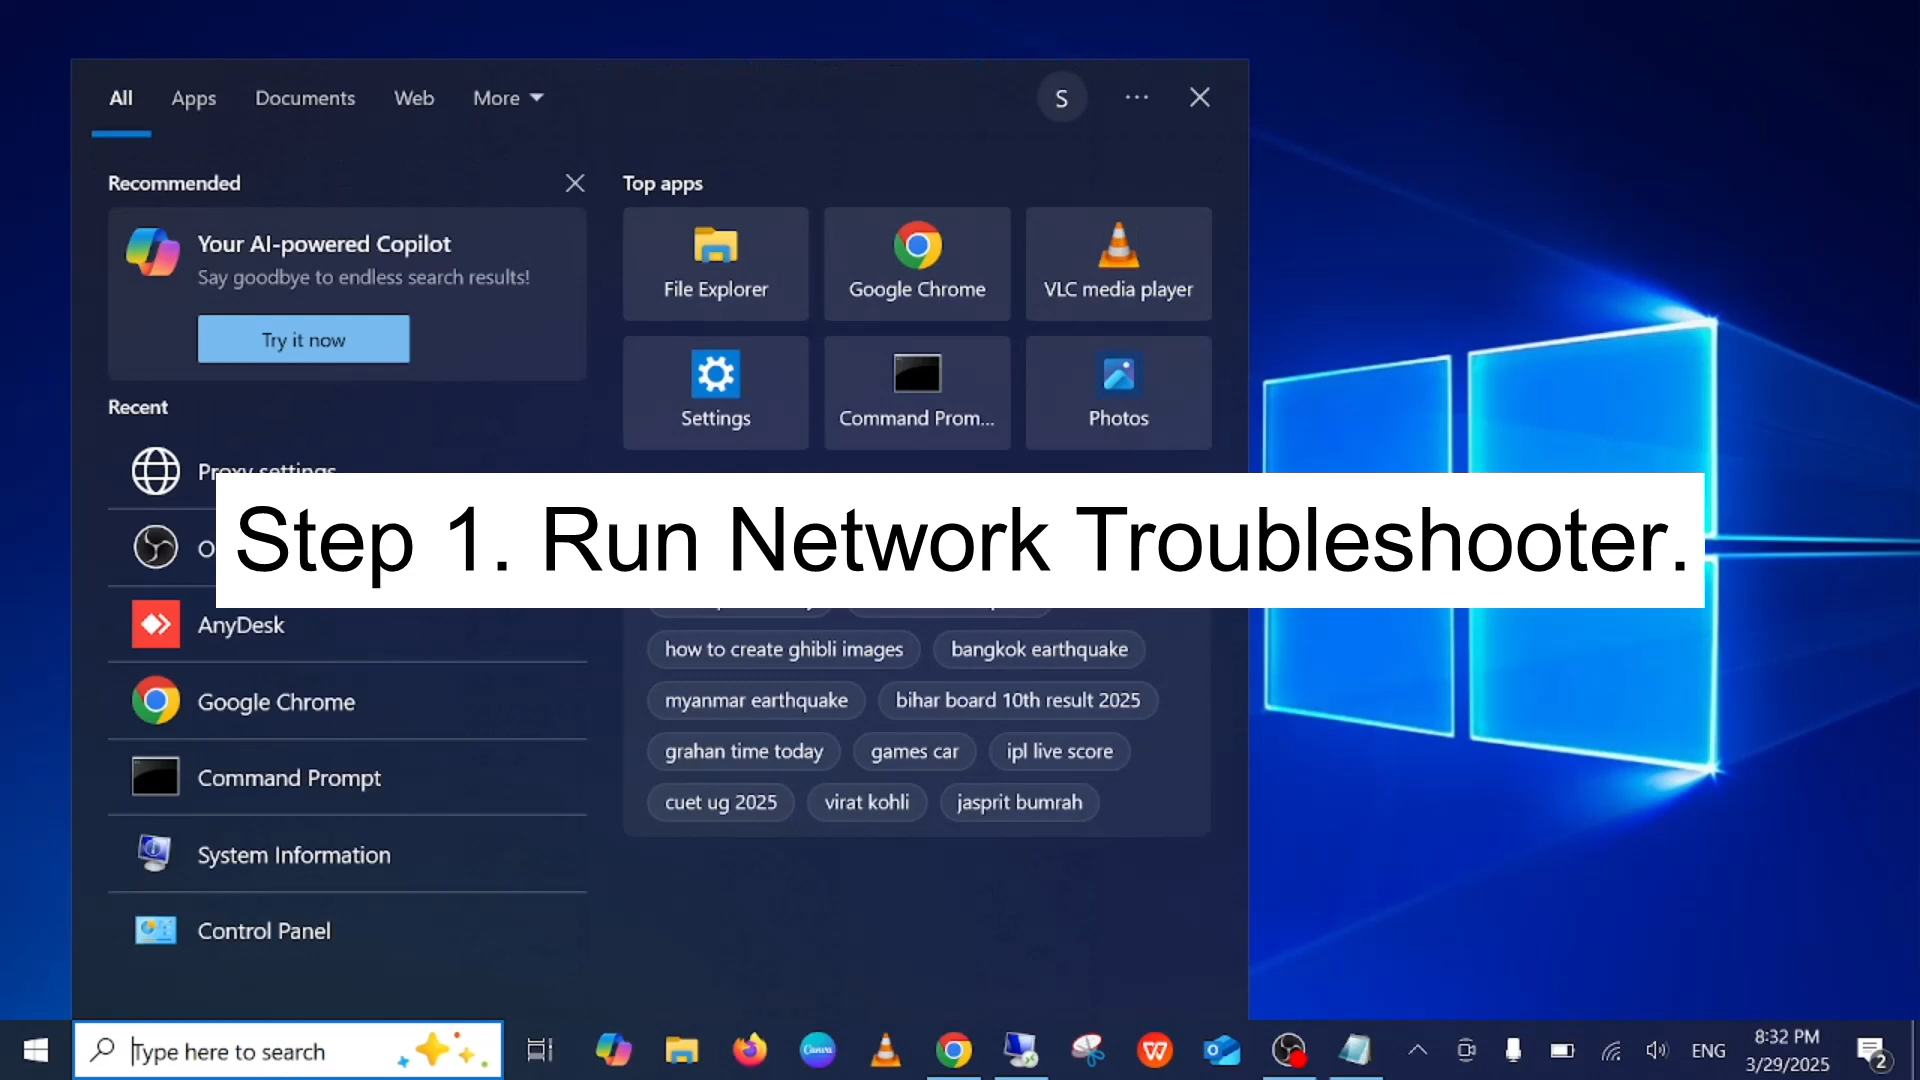 All Apps Documents Web More S
Recommended
Your AI-powered Copilot
Say goodbye to endless search results!
Try it now
Recent
Proxy settings
O
AnyDesk
Google Chrome
Command Prompt
System Information
Control Panel
Top apps
File Explorer Google Chrome VLC media player
Settings Command Prom... Photos
Step 1. Run Network Troubleshooter.
how to create ghibli images bangkok earthquake
myanmar earthquake bihar board 10th result 2025
grahan time today games car ipl live score
cuet ug 2025 virat kohli jasprit bumrah
Type here to search
Canva
W
ENG
8:32 PM
3/29/2025
2